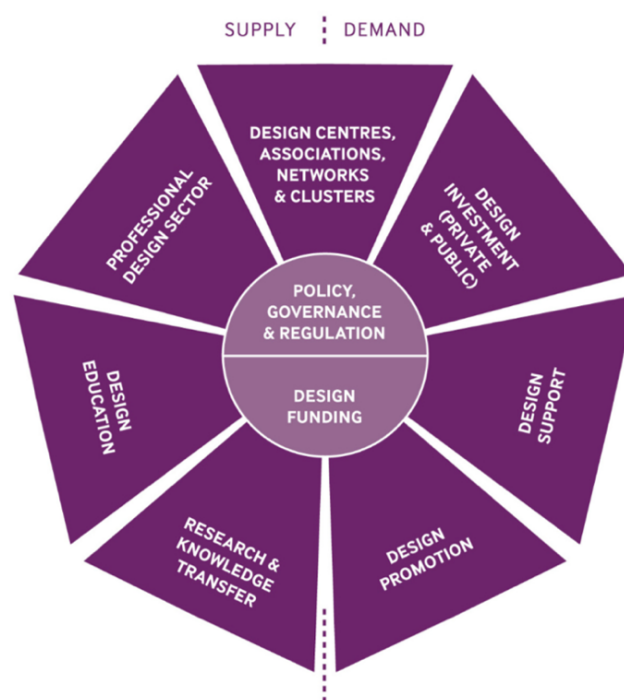 SUPPLY
DEMAND
DESIGN CENTRES,
ASSOCIATIONS,
NETWORKS
& CLUSTERS
DESIGN
INVESTMENT
(PRIVATE
& PUBLIC)
DESIGN
SUPPORT
DESIGN
PROMOTION
RESEARCH &
KNOWLEDGE
TRANSFER
DESIGN
EDUCATION
PROFESSIONAL
DESIGN SECTOR
POLICY,
GOVERNANCE
& REGULATION
DESIGN
FUNDING